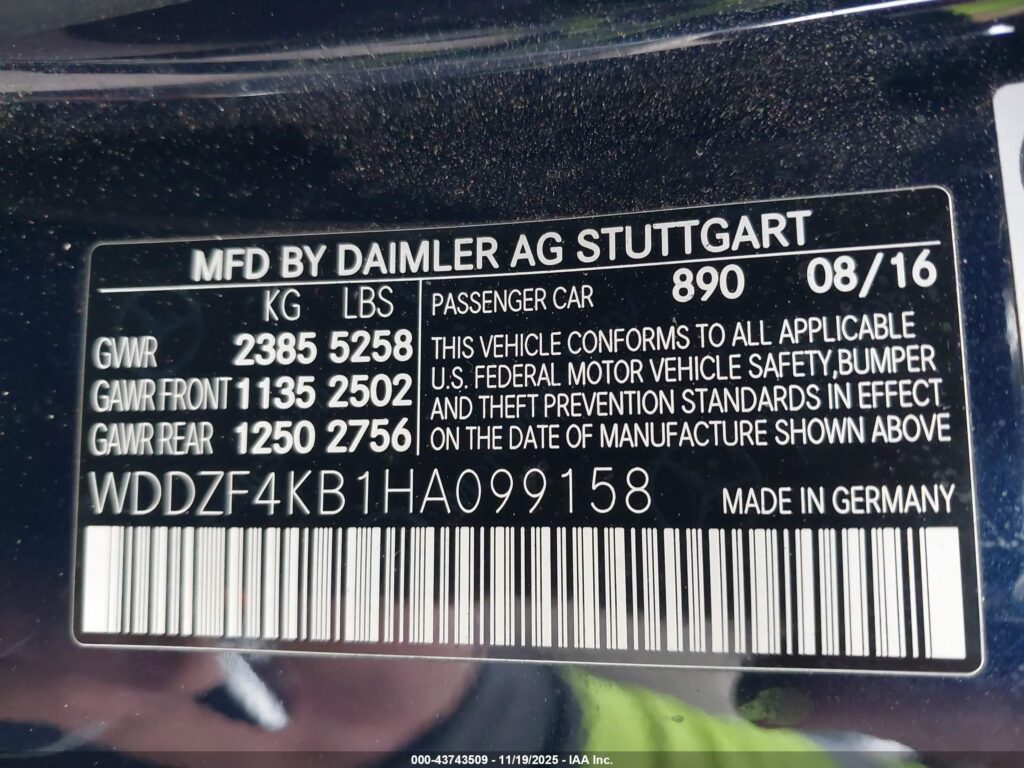 MFD BY DAIMLER AG STUTTGART
KG LBS
GVWR 2385 5258
GAWR FRONT 1135 2502
GAWR REAR 1250 2756
PASSENGER CAR 890 08/16
THIS VEHICLE CONFORMS TO ALL APPLICABLE
U.S. FEDERAL MOTOR VEHICLE SAFETY,BUMPER
AND THEFT PREVENTION STANDARDS IN EFFECT
ON THE DATE OF MANUFACTURE SHOWN ABOVE
WDDZF4KB1HA099158 MADE IN GERMANY
000-43743509 - 11/19/2025 - IAA Inc.